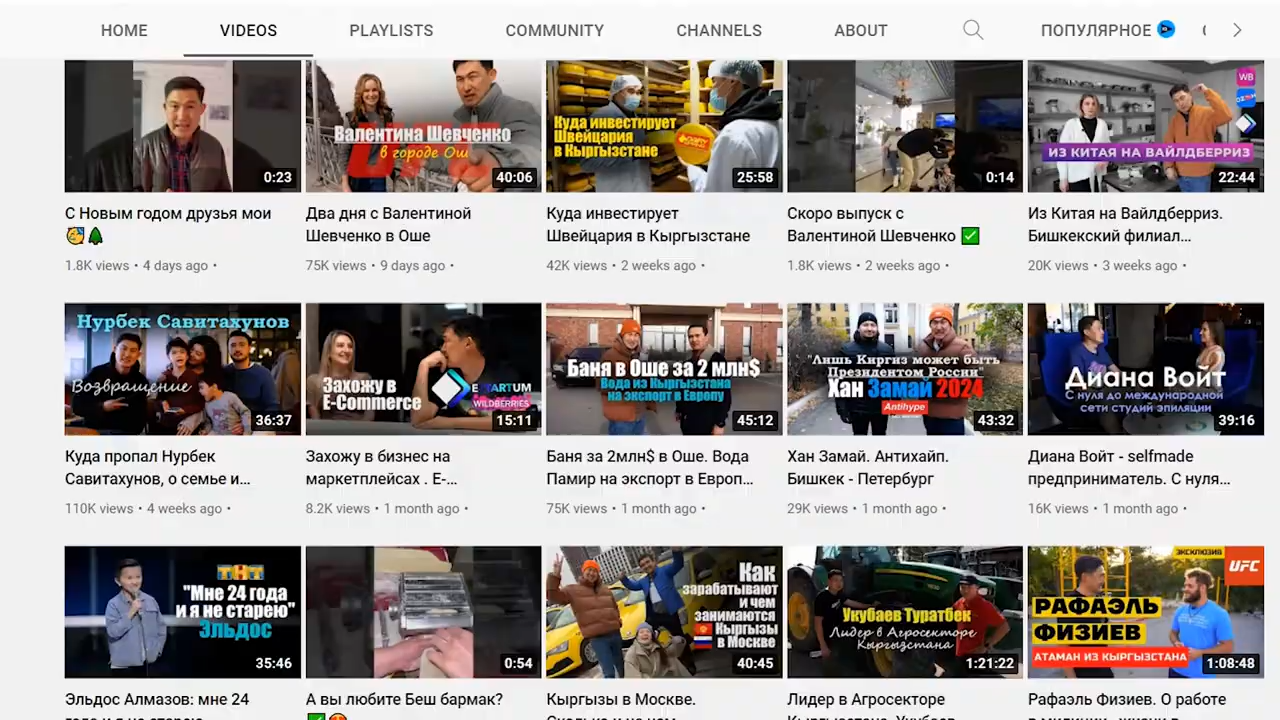 HOME VIDEOS PLAYLISTS COMMUNITY CHANNELS ABOUT ПОПУЛЯРНОЕ
0:23
Валентина Шевченко
в городе Ош
40:06
Куда инвестирует
Швейцария
в Кыргызстане
25:58
0:14
WB
ozon
ИЗ КИТАЯ НА ВАЙЛДБЕРРИЗ
22:44
С Новым годом друзья мои
1.8K views • 4 days ago •
Два дня с Валентиной
Шевченко в Оше
75K views • 9 days ago •
Куда инвестирует
Швейцария в Кыргызстане
42K views • 2 weeks ago •
Скоро выпуск с
Валентиной Шевченко ✅
1.8K views • 2 weeks ago •
Из Китая на Вайлдберриз.
Бишкекский филиал...
20K views • 3 weeks ago •
Нурбек Савитахунов
Возвращение
36:37
Захожу в
E-Commerce
WILDBERRIES
15:11
Баня в Оше за 2 млн$
Вода из Кыргызстана
на экспорт в Европу
45:12
"Лишь Киргиз может быть
Президентом России"
Хан Замай 2024
Antihype
43:32
Диана Войт
С нуля до международной
сети студий эпиляции
39:16
Куда пропал Нурбек
Савитахунов, о семье и...
110K views • 4 weeks ago •
Захожу в бизнес на
маркетплейсах . E-...
8.2K views • 1 month ago •
Баня за 2млн$ в Оше. Вода
Памир на экспорт в Европ...
75K views • 1 month ago •
Хан Замай. Антихайп.
Бишкек - Петербург
29K views • 1 month ago •
Диана Войт - selfmade
предприниматель. С нуля...
16K views • 1 month ago •
ТНТ
"Мне 24 года
и я не старею"
Эльдос
35:46
0:54
Как
зарабатывают
и чем
занимаются
Кыргызы
в Москве
40:45
Укубаев Туратбек
Лидер в Агросекторе
Кыргызстана
1:21:22
ЭКСКЛЮЗИВ
UFC
РАФАЭЛЬ
ФИЗИЕВ
АТАМАН ИЗ КЫРГЫЗСТАНА
1:08:48
Эльдос Алмазов: мне 24
А вы любите Беш бармак?
Кыргызы в Москве.
Лидер в Агросекторе
Рафаэль Физиев. О работе